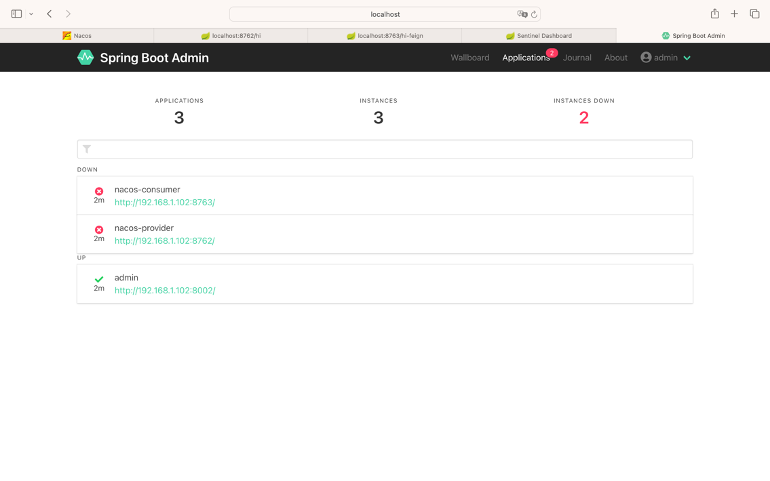 localhost
Nacos
localhost:8762/hi
localhost:8763/hi-feign
Sentinel Dashboard
Spring Boot Admin
Spring Boot Admin
Wallboard
Applications
2
Journal
About
admin
APPLICATIONS
3
INSTANCES
3
INSTANCES DOWN
2
DOWN
nacos-consumer
2m
http://192.168.1.102:8763/
nacos-provider
2m
http://192.168.1.102:8762/
UP
admin
2m
http://192.168.1.102:8002/